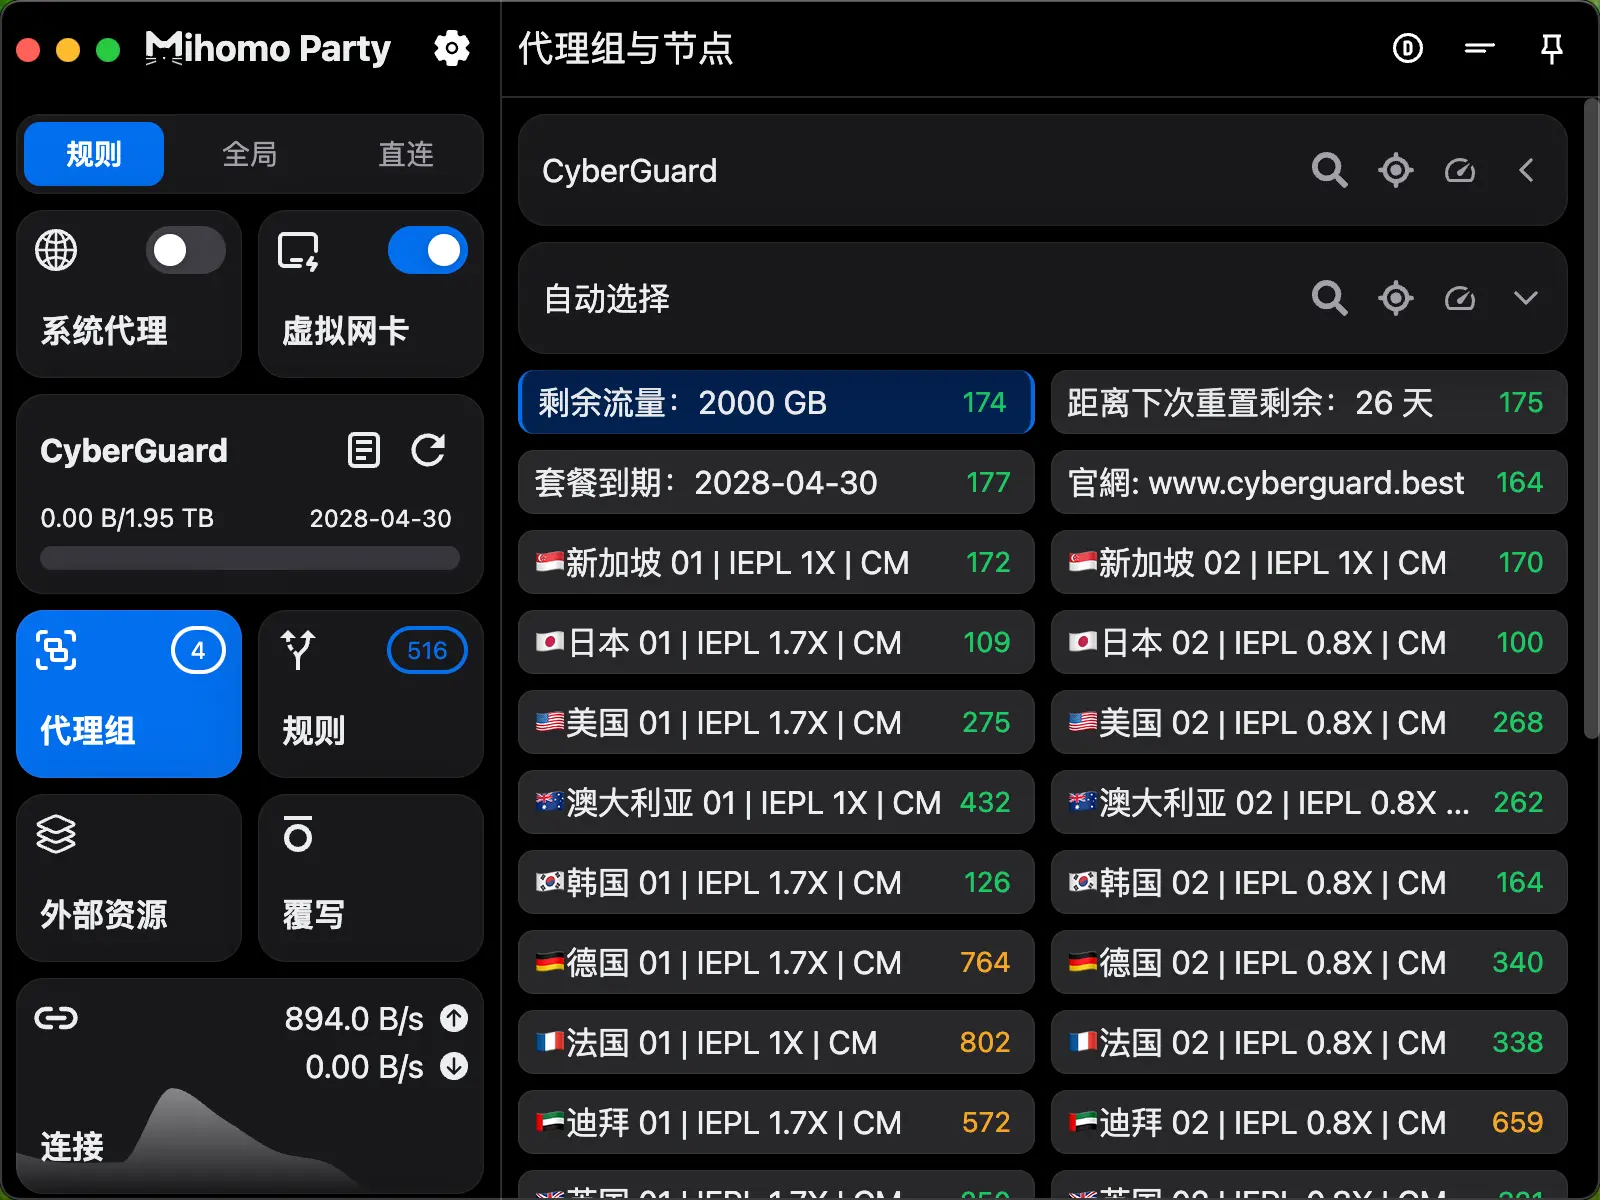 Mihomo Party
代理组与节点
规则
全局
直连
系统代理
虚拟网卡
CyberGuard
0.00 B/1.95 TB
2028-04-30
代理组
4
规则
516
外部资源
覆写
894.0 B/s
0.00 B/s
连接
CyberGuard
自动选择
剩余流量：2000 GB 174
距离下次重置剩余：26 天 175
套餐到期：2028-04-30 177
官網: www.cyberguard.best 164
🇸🇬新加坡 01 | IEPL 1X | CM 172
🇸🇬新加坡 02 | IEPL 1X | CM 170
🇯🇵日本 01 | IEPL 1.7X | CM 109
🇯🇵日本 02 | IEPL 0.8X | CM 100
🇺🇸美国 01 | IEPL 1.7X | CM 275
🇺🇸美国 02 | IEPL 0.8X | CM 268
🇦🇺澳大利亚 01 | IEPL 1X | CM 432
🇦🇺澳大利亚 02 | IEPL 0.8X ... 262
🇰🇷韩国 01 | IEPL 1.7X | CM 126
🇰🇷韩国 02 | IEPL 0.8X | CM 164
🇩🇪德国 01 | IEPL 1.7X | CM 764
🇩🇪德国 02 | IEPL 0.8X | CM 340
🇫🇷法国 01 | IEPL 1X | CM 802
🇫🇷法国 02 | IEPL 0.8X | CM 338
🇦🇪迪拜 01 | IEPL 1.7X | CM 572
🇦🇪迪拜 02 | IEPL 0.8X | CM 659